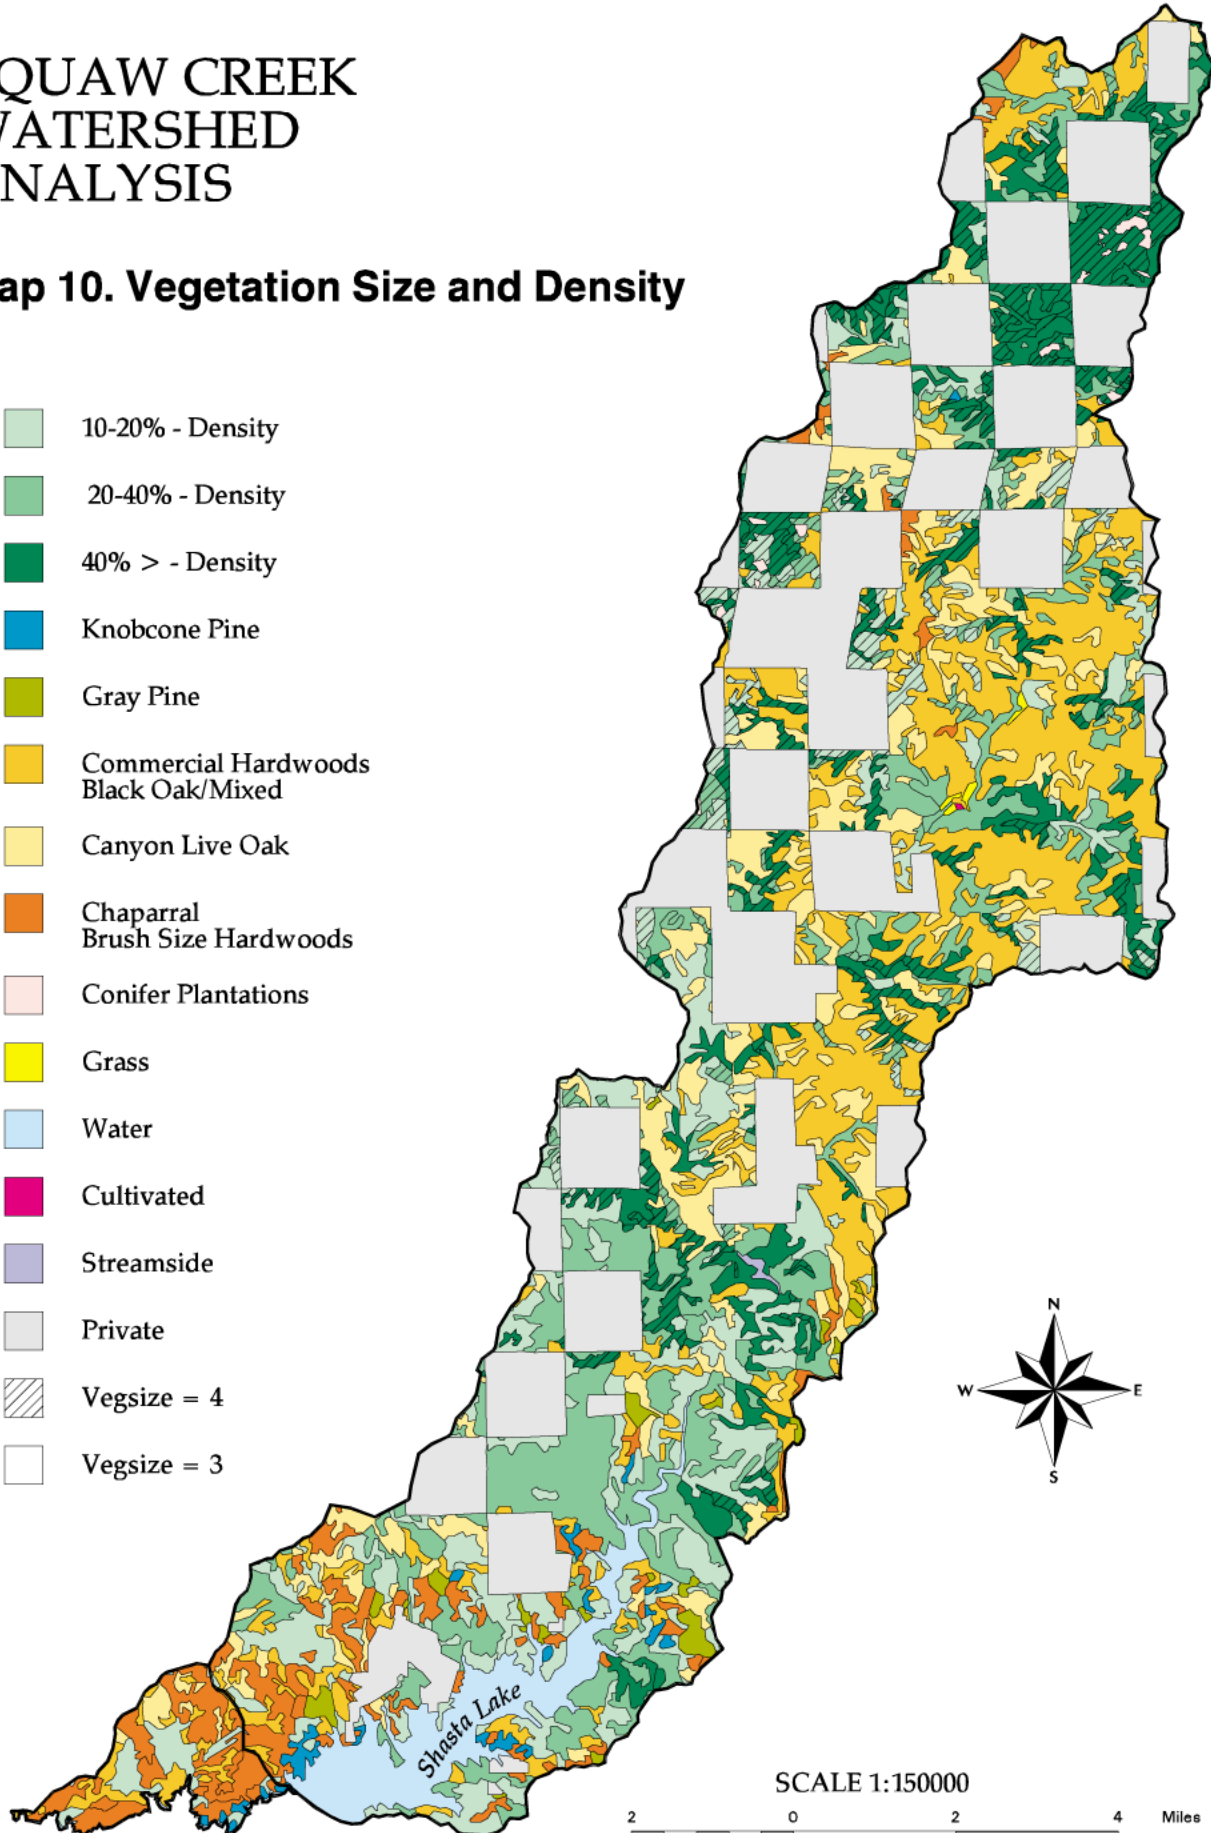 QUAW CREEK
WATERSHED
NALYSIS
ap 10. Vegetation Size and Density
10-20% - Density
20-40% - Density
40% > - Density
Knobcone Pine
Gray Pine
Commercial Hardwoods
Black Oak/Mixed
Canyon Live Oak
Chaparral
Brush Size Hardwoods
Conifer Plantations
Grass
Water
Cultivated
Streamside
Private
Vegsize = 4
Vegsize = 3
N
W E
S
Shasta Lake
SCALE 1:150000
2 0 2 4 Miles